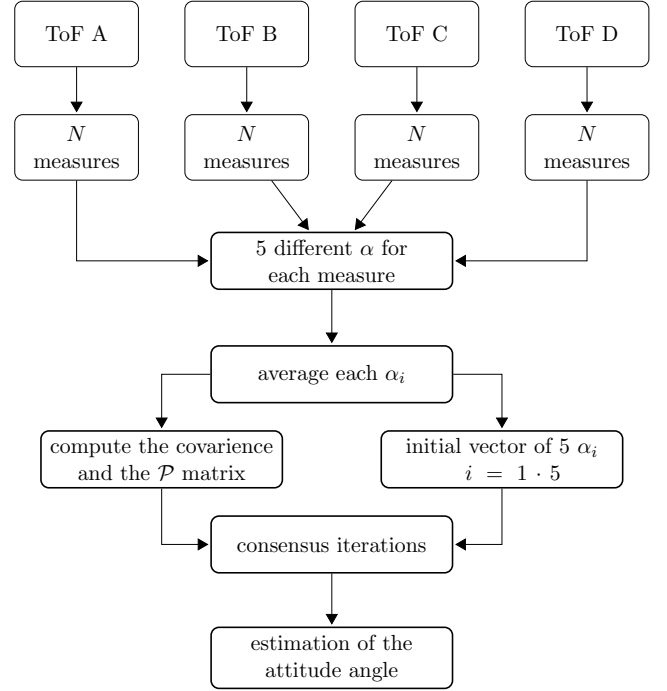 ToF A
ToF B
ToF C
ToF D
N
measures
N
measures
N
measures
N
measures
5 different α for
each measure
average each αᵢ
compute the covarience
and the 𝒫 matrix
initial vector of 5 αᵢ
i = 1 · 5
consensus iterations
estimation of the
attitude angle